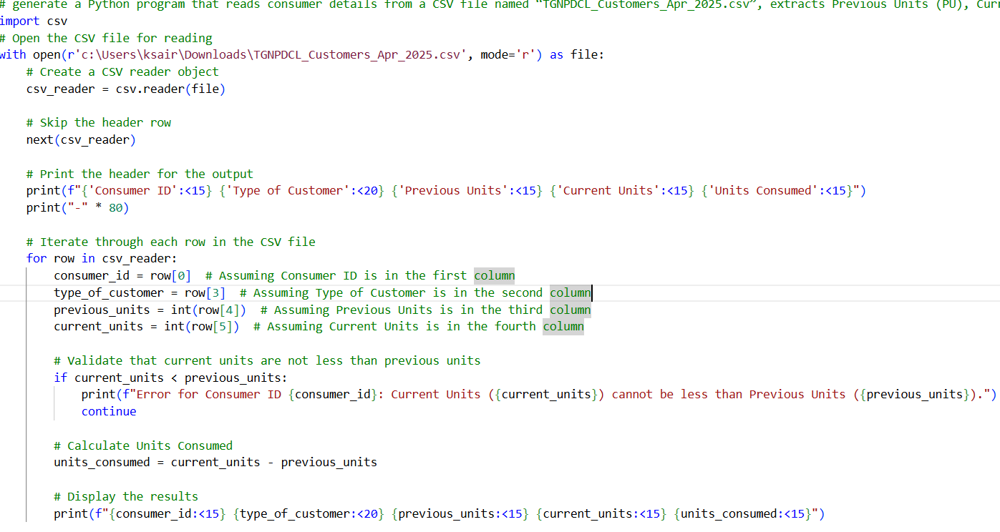 # generate a Python program that reads consumer details from a CSV file named “TGNPDCL_Customers_Apr_2025.csv”, extracts Previous Units (PU),
import csv
# Open the CSV file for reading
with open(r'c:\Users\ksair\Downloads\TGNPDCL_Customers_Apr_2025.csv', mode='r') as file:
    # Create a CSV reader object
    csv_reader = csv.reader(file)

    # Skip the header row
    next(csv_reader)

    # Print the header for the output
    print(f"{'Consumer ID':<15} {'Type of Customer':<20} {'Previous Units':<15} {'Current Units':<15} {'Units Consumed':<15}")
    print("-" * 80)

    # Iterate through each row in the CSV file
    for row in csv_reader:
        consumer_id = row[0]  # Assuming Consumer ID is in the first column
        type_of_customer = row[3]  # Assuming Type of Customer is in the second column
        previous_units = int(row[4])  # Assuming Previous Units is in the third column
        current_units = int(row[5])  # Assuming Current Units is in the fourth column

        # Validate that current units are not less than previous units
        if current_units < previous_units:
            print(f"Error for Consumer ID {consumer_id}: Current Units ({current_units}) cannot be less than Previous Units ({previous_units}).")
            continue

        # Calculate Units Consumed
        units_consumed = current_units - previous_units

        # Display the results
        print(f"{consumer_id:<15} {type_of_customer:<20} {previous_units:<15} {current_units:<15} {units_consumed:<15}")